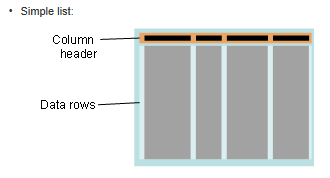 • Simple list:
Column
header
Data rows